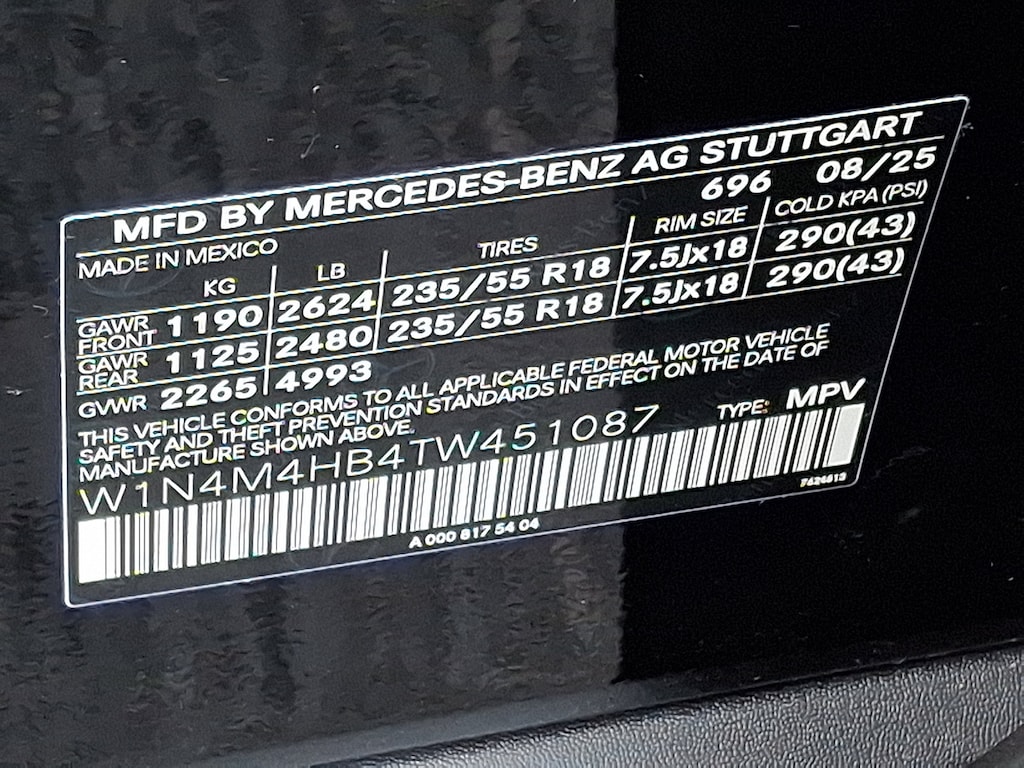 MFD BY MERCEDES-BENZ AG STUTTGART
MADE IN MEXICO 696 08/25
KG LB TIRES RIM SIZE COLD KPA (PSI)
GAWR FRONT 1190 2624 235/55 R18 7.5Jx18 290(43)
GAWR REAR 1125 2480 235/55 R18 7.5Jx18 290(43)
GVWR 2265 4993
THIS VEHICLE CONFORMS TO ALL APPLICABLE FEDERAL MOTOR VEHICLE
SAFETY AND THEFT PREVENTION STANDARDS IN EFFECT ON THE DATE OF
MANUFACTURE SHOWN ABOVE.
W1N4M4HB4TW451087 TYPE: MPV
A 000 817 54 04